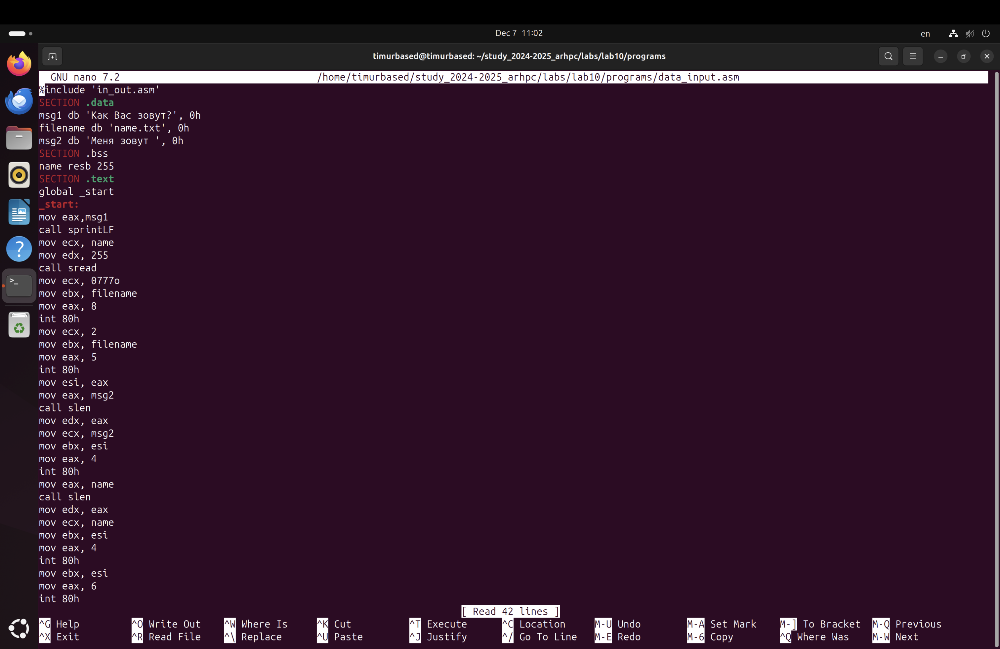 Dec 7 11:02
en
timurbased@timurbased: ~/study_2024-2025_arhpc/labs/lab10/programs
GNU nano 7.2 /home/timurbased/study_2024-2025_arhpc/labs/lab10/programs/data_input.asm
%include 'in_out.asm'
SECTION .data
msg1 db 'Как Вас зовут?', 0h
filename db 'name.txt', 0h
msg2 db 'Меня зовут ', 0h
SECTION .bss
name resb 255
SECTION .text
global _start
_start:
mov eax,msg1
call sprintLF
mov ecx, name
mov edx, 255
call sread
mov ecx, 0777o
mov ebx, filename
mov eax, 8
int 80h
mov ecx, 2
mov ebx, filename
mov eax, 5
int 80h
mov esi, eax
mov eax, msg2
call slen
mov edx, eax
mov ecx, msg2
mov ebx, esi
mov eax, 4
int 80h
mov eax, name
call slen
mov edx, eax
mov ecx, name
mov ebx, esi
mov eax, 4
int 80h
mov ebx, esi
mov eax, 6
int 80h
[ Read 42 lines ]
^G Help ^O Write Out ^W Where Is ^K Cut ^T Execute ^C Location M-U Undo M-A Set Mark M-] To Bracket M-Q Previous
^X Exit ^R Read File ^\ Replace ^U Paste ^J Justify ^/ Go To Line M-E Redo M-6 Copy ^Q Where Was M-W Next